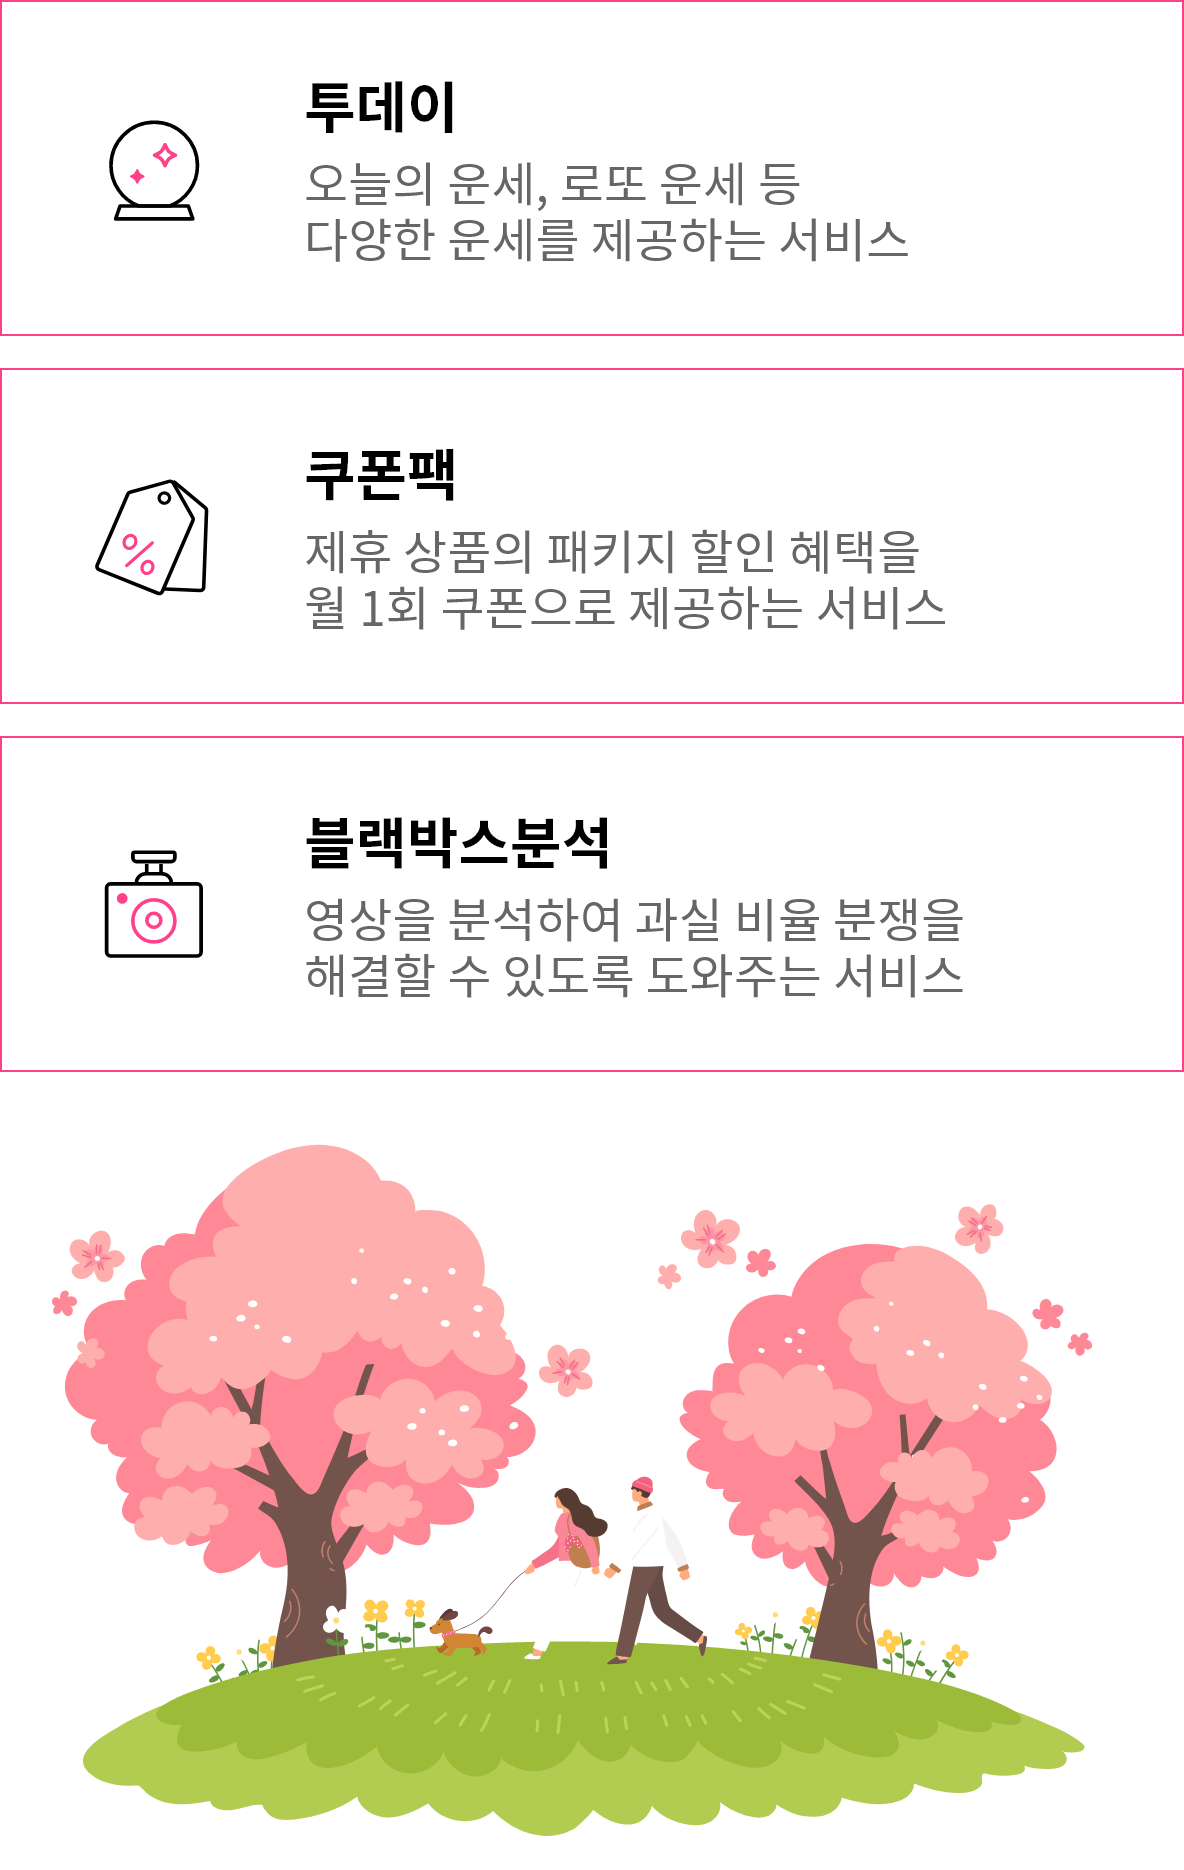 투데이
오늘의 운세, 로또 운세 등
다양한 운세를 제공하는 서비스
쿠폰팩
제휴 상품의 패키지 할인 혜택을
월 1회 쿠폰으로 제공하는 서비스
블랙박스분석
영상을 분석하여 과실 비율 분쟁을
해결할 수 있도록 도와주는 서비스